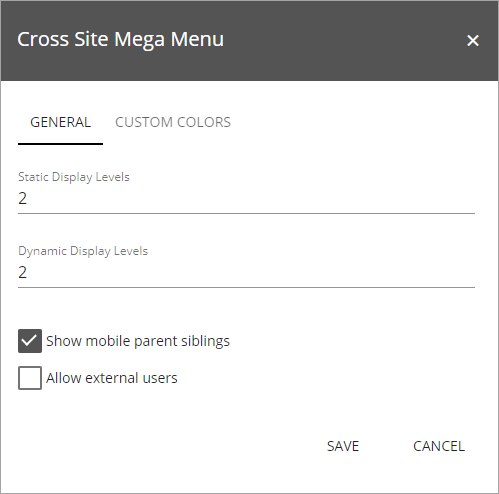 Cross Site Mega Menu
GENERAL CUSTOM COLORS
Static Display Levels
2
Dynamic Display Levels
2
Show mobile parent siblings
Allow external users
SAVE CANCEL